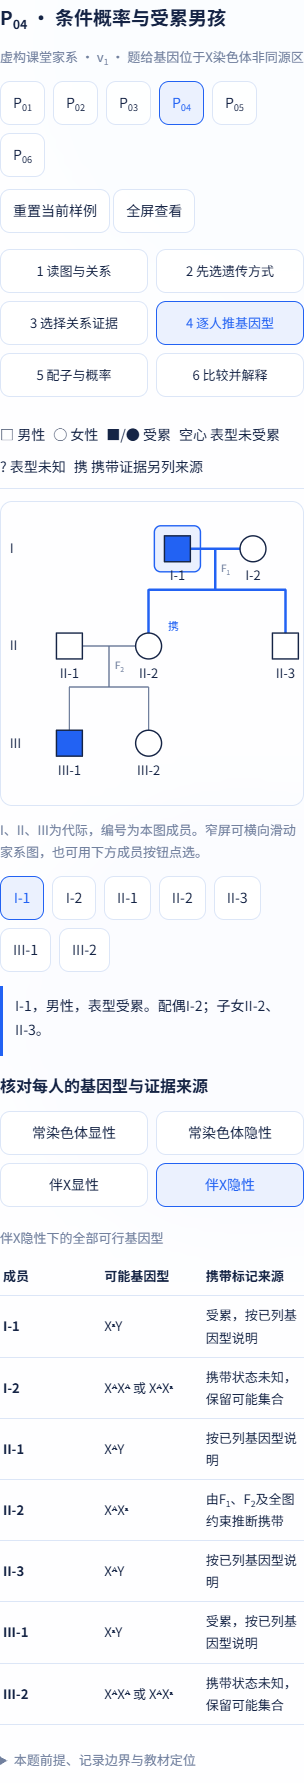 P₀₄ · 条件概率与受累男孩
虚构课堂家系 · v₁ · 题给基因位于X染色体非同源区
P₀₁ P₀₂ P₀₃ P₀₄ P₀₅
P₀₆
重置当前样例 全屏查看
1 读图与关系 2 先选遗传方式
3 选择关系证据 4 逐人推基因型
5 配子与概率 6 比较并解释
□ 男性 ○ 女性 ■/● 受累 空心 表型未受累
? 表型未知 携 携带证据另列来源
I
F₁
I-1 I-2
携
II
F₂
II-1 II-2 II-3
III
III-1 III-2
I、II、III为代际，编号为本图成员。窄屏可横向滑动
家系图，也可用下方成员按钮点选。
I-1 I-2 II-1 II-2 II-3
III-1 III-2
I-1，男性，表型受累。配偶I-2；子女II-2、
II-3。
核对每人的基因型与证据来源
常染色体显性 常染色体隐性
伴X显性 伴X隐性
伴X隐性下的全部可行基因型
成员 可能基因型 携带标记来源
I-1 XᵃY 受累，按已列基
因型说明
I-2 XᴬXᴬ 或 XᴬXᵃ 携带状态未知，
保留可能集合
II-1 XᴬY 按已列基因型说
明
II-2 XᴬXᵃ 由F₁、F₂及全图
约束推断携带
II-3 XᴬY 按已列基因型说
明
III-1 XᵃY 受累，按已列基
因型说明
III-2 XᴬXᴬ 或 XᴬXᵃ 携带状态未知，
保留可能集合
▶ 本题前提、记录边界与教材定位